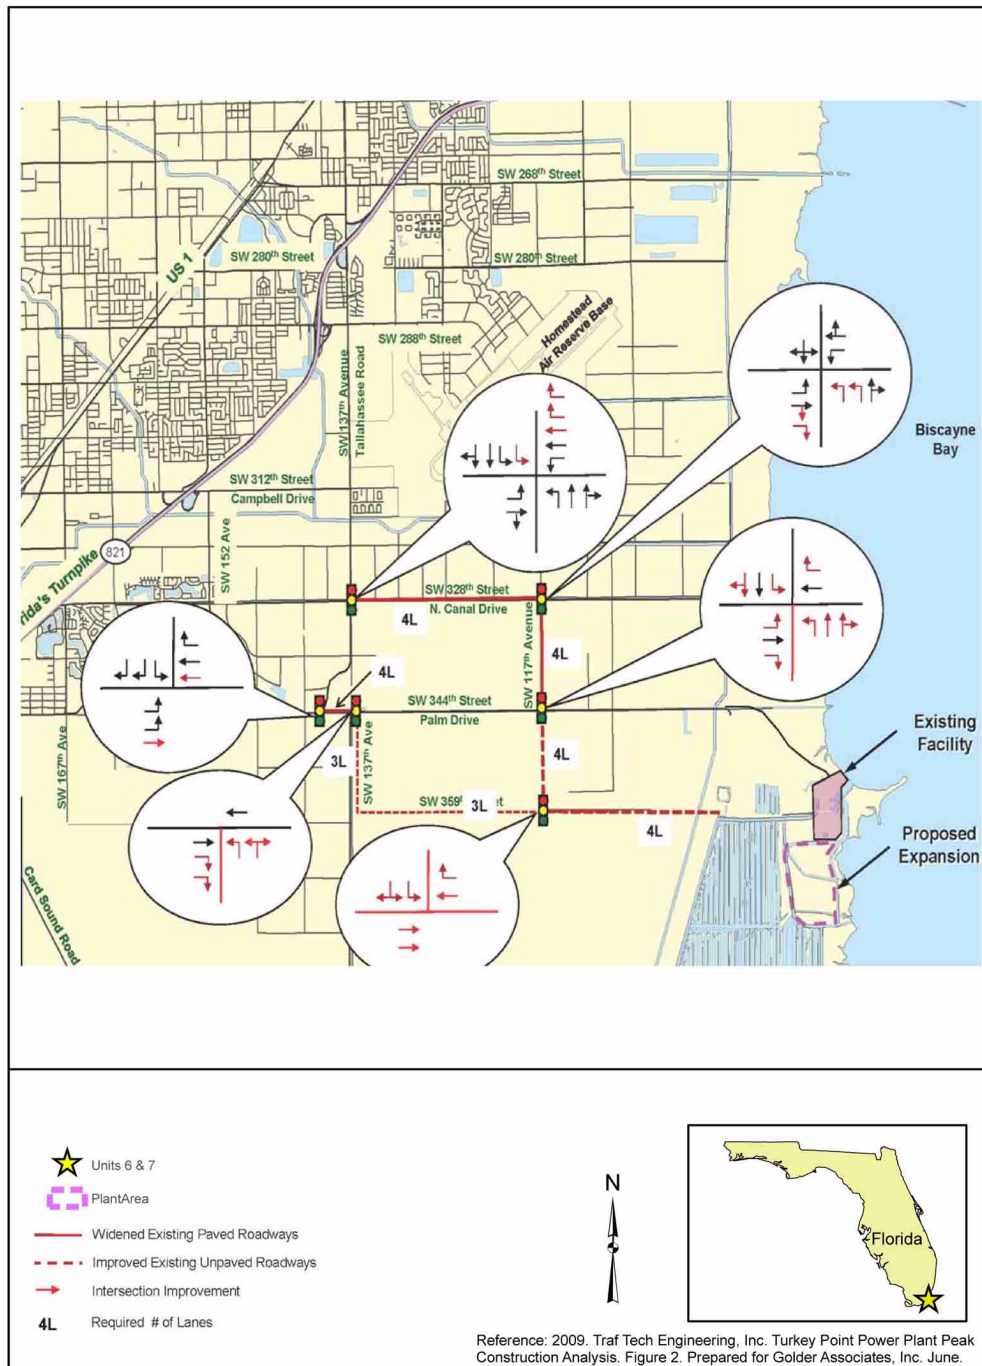 SW 268th Street
US 1
SW 280th Street
SW 280th Street
Homestead
Air Reserve Base
SW 288th Street
SW 137th Avenue
Tallahassee Road
Biscayne
Bay
SW 312th Street
Campbell Drive
821
rida's Turnpike
SW 152 Ave
SW 328th Street
N. Canal Drive
4L
SW 117th Avenue
4L
4L
SW 344th Street
Palm Drive
SW 167th Ave
3L
SW 137th Ave
4L
Existing
Facility
SW 359th Street
3L
4L
Proposed
Expansion
Card Sound Road
Units 6 & 7
PlantArea
Widened Existing Paved Roadways
Improved Existing Unpaved Roadways
Intersection Improvement
4L Required # of Lanes
N
Florida
Reference: 2009. Traf Tech Engineering, Inc. Turkey Point Power Plant Peak
Construction Analysis. Figure 2. Prepared for Golder Associates, Inc. June.